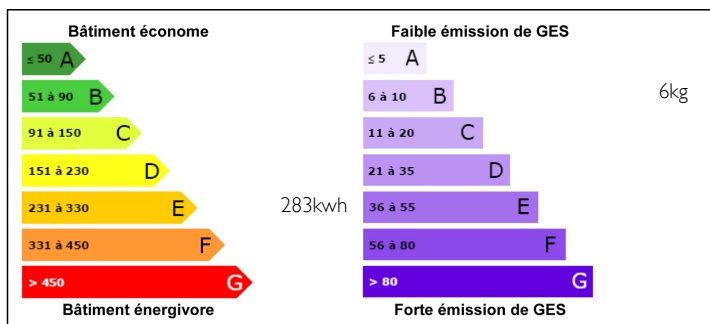 Bâtiment économe
≤ 50 A
51 à 90 B
91 à 150 C
151 à 230 D
231 à 330 E
283kwh
331 à 450 F
> 450 G
Bâtiment énergivore
Faible émission de GES
≤ 5 A
6 à 10 B
6kg
11 à 20 C
21 à 35 D
36 à 55 E
56 à 80 F
> 80 G
Forte émission de GES